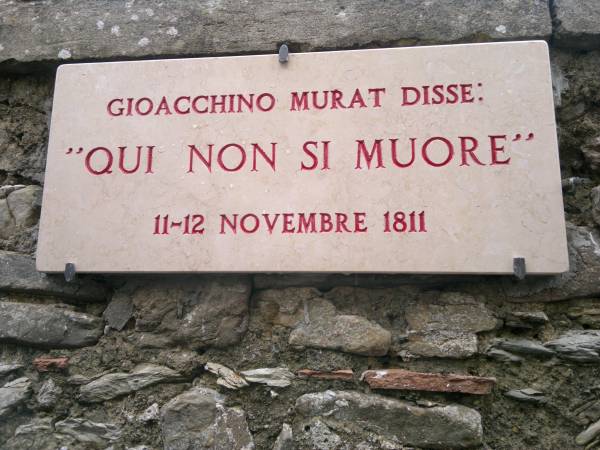 GIOACCHINO MURAT DISSE:
"QUI NON SI MUORE"
11-12 NOVEMBRE 1811